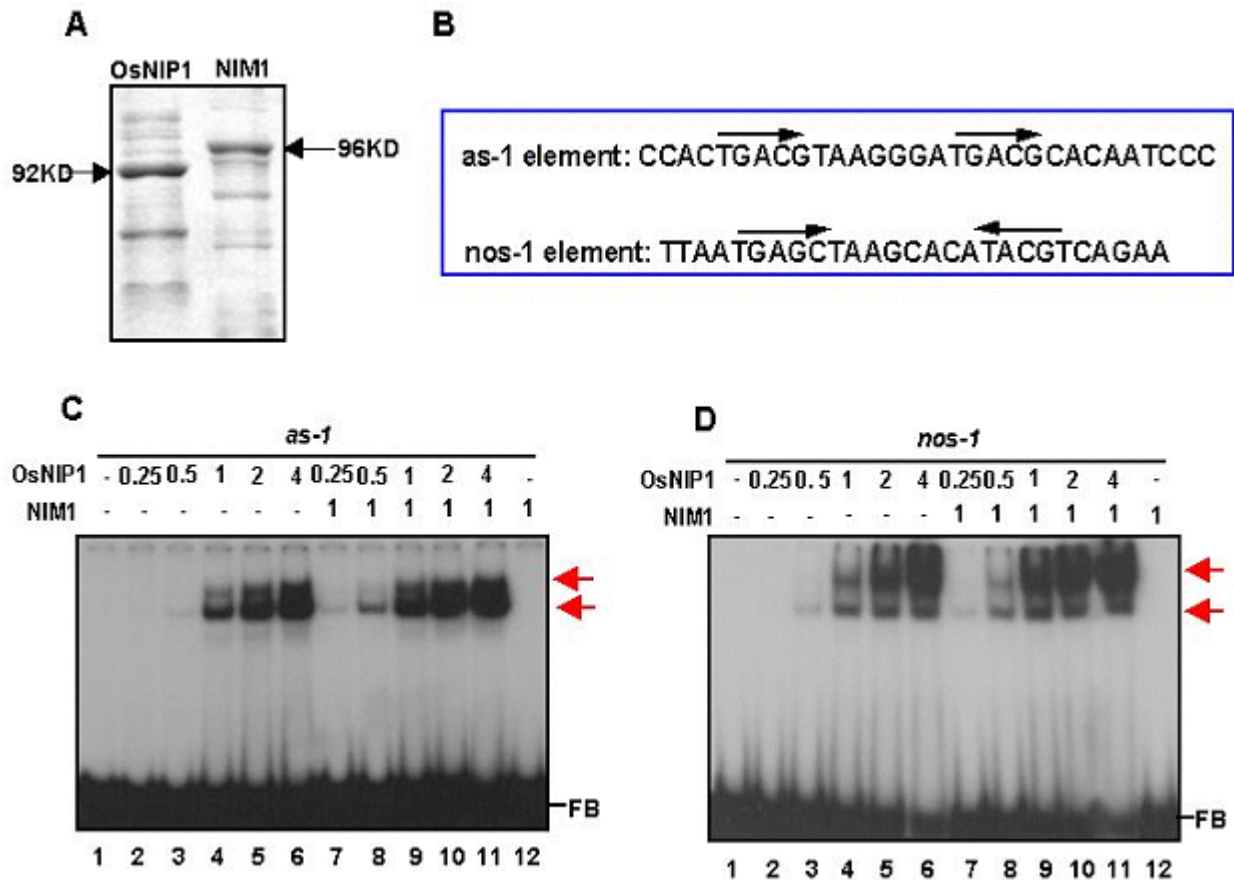 A
OsNIP1 NIM1
92KD
96KD
B
as-1 element: CCACTGACGTAAGGGATGACGCACAATCCC
nos-1 element: TTAATGAGCTAAGCACATACGTCAGAA
C
as-1
OsNIP1 - 0.25 0.5 1 2 4 0.25 0.5 1 2 4 -
NIM1 - - - - - - 1 1 1 1 1 1
FB
1 2 3 4 5 6 7 8 9 10 11 12
D
nos-1
OsNIP1 - 0.25 0.5 1 2 4 0.25 0.5 1 2 4 -
NIM1 - - - - - - 1 1 1 1 1 1
FB
1 2 3 4 5 6 7 8 9 10 11 12